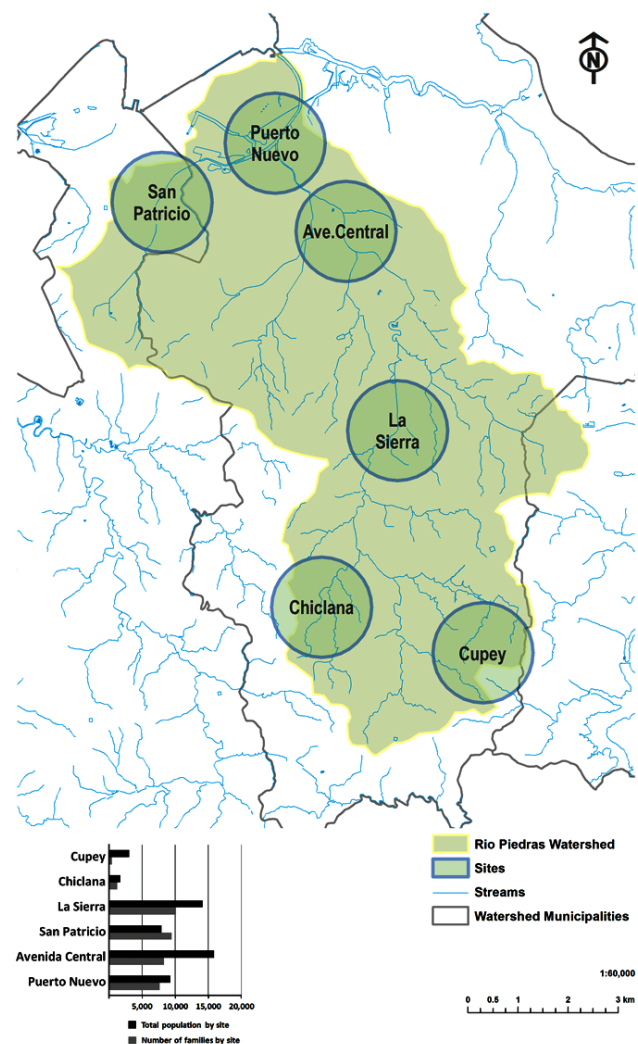 N
Puerto
Nuevo
San
Patricio
Ave.Central
La
Sierra
Chiclana
Cupey
Cupey
Chiclana
La Sierra
San Patricio
Avenida Central
Puerto Nuevo
5,000 10,000 15,000 20,000
Total population by site
Number of families by site
Rio Piedras Watershed
Sites
Streams
Watershed Municipalities
1:60,000
0 0.5 1 2 3 km